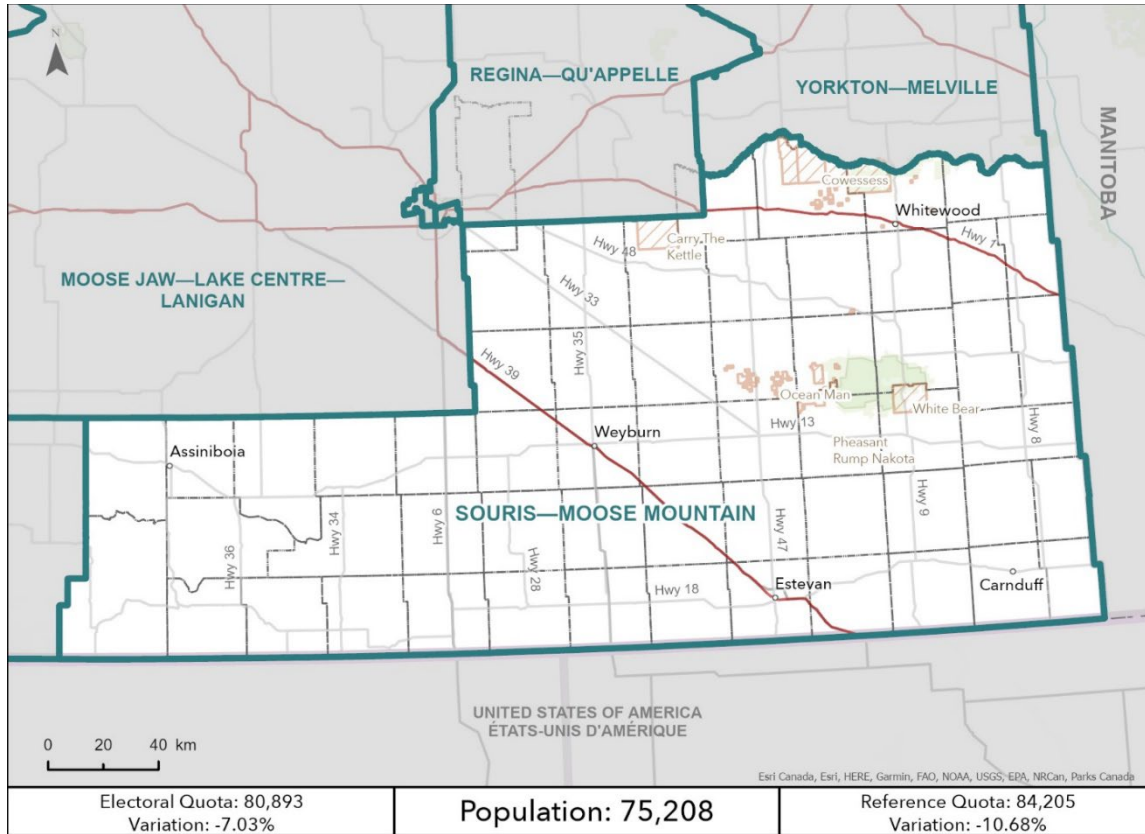 N
REGINA—QU'APPELLE
YORKTON—MELVILLE
MANITOBA
Cowessess
Whitewood
Hwy 1
Carry The
Kettle
Hwy 48
Hwy 33
MOOSE JAW—LAKE CENTRE—
LANIGAN
Hwy 35
Hwy 39
Ocean Man
White Bear
Hwy 13
Hwy 8
Pheasant
Rump Nakota
Weyburn
Assiniboia
SOURIS—MOOSE MOUNTAIN
Hwy 36
Hwy 34
Hwy 6
Hwy 28
Hwy 47
Hwy 9
Hwy 18
Estevan
Carnduff
UNITED STATES OF AMERICA
ÉTATS-UNIS D'AMÉRIQUE
0 20 40 km
Esri Canada, Esri, HERE, Garmin, FAO, NOAA, USGS, EPA, NRCan, Parks Canada
Electoral Quota: 80,893
Variation: -7.03%
Population: 75,208
Reference Quota: 84,205
Variation: -10.68%